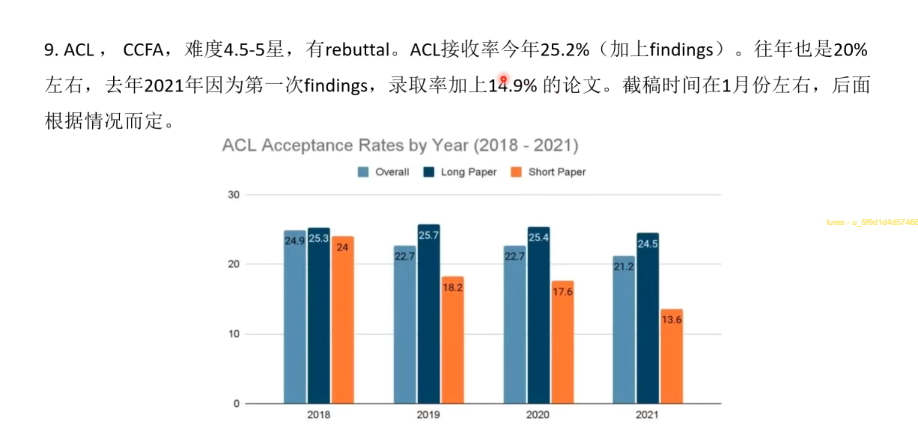 9. ACL ， CCFA，难度4.5-5星，有rebuttal。ACL接收率今年25.2%（加上findings）。往年也是20%
左右，去年2021年因为第一次findings，录取率加上14.9% 的论文。截稿时间在1月份左右，后面
根据情况而定。
ACL Acceptance Rates by Year (2018 - 2021)
Overall Long Paper Short Paper
30
20
10
0
24.9 25.3 24
22.7 25.7 18.2
22.7 25.4 17.6
21.2 24.5 13.6
2018 2019 2020 2021